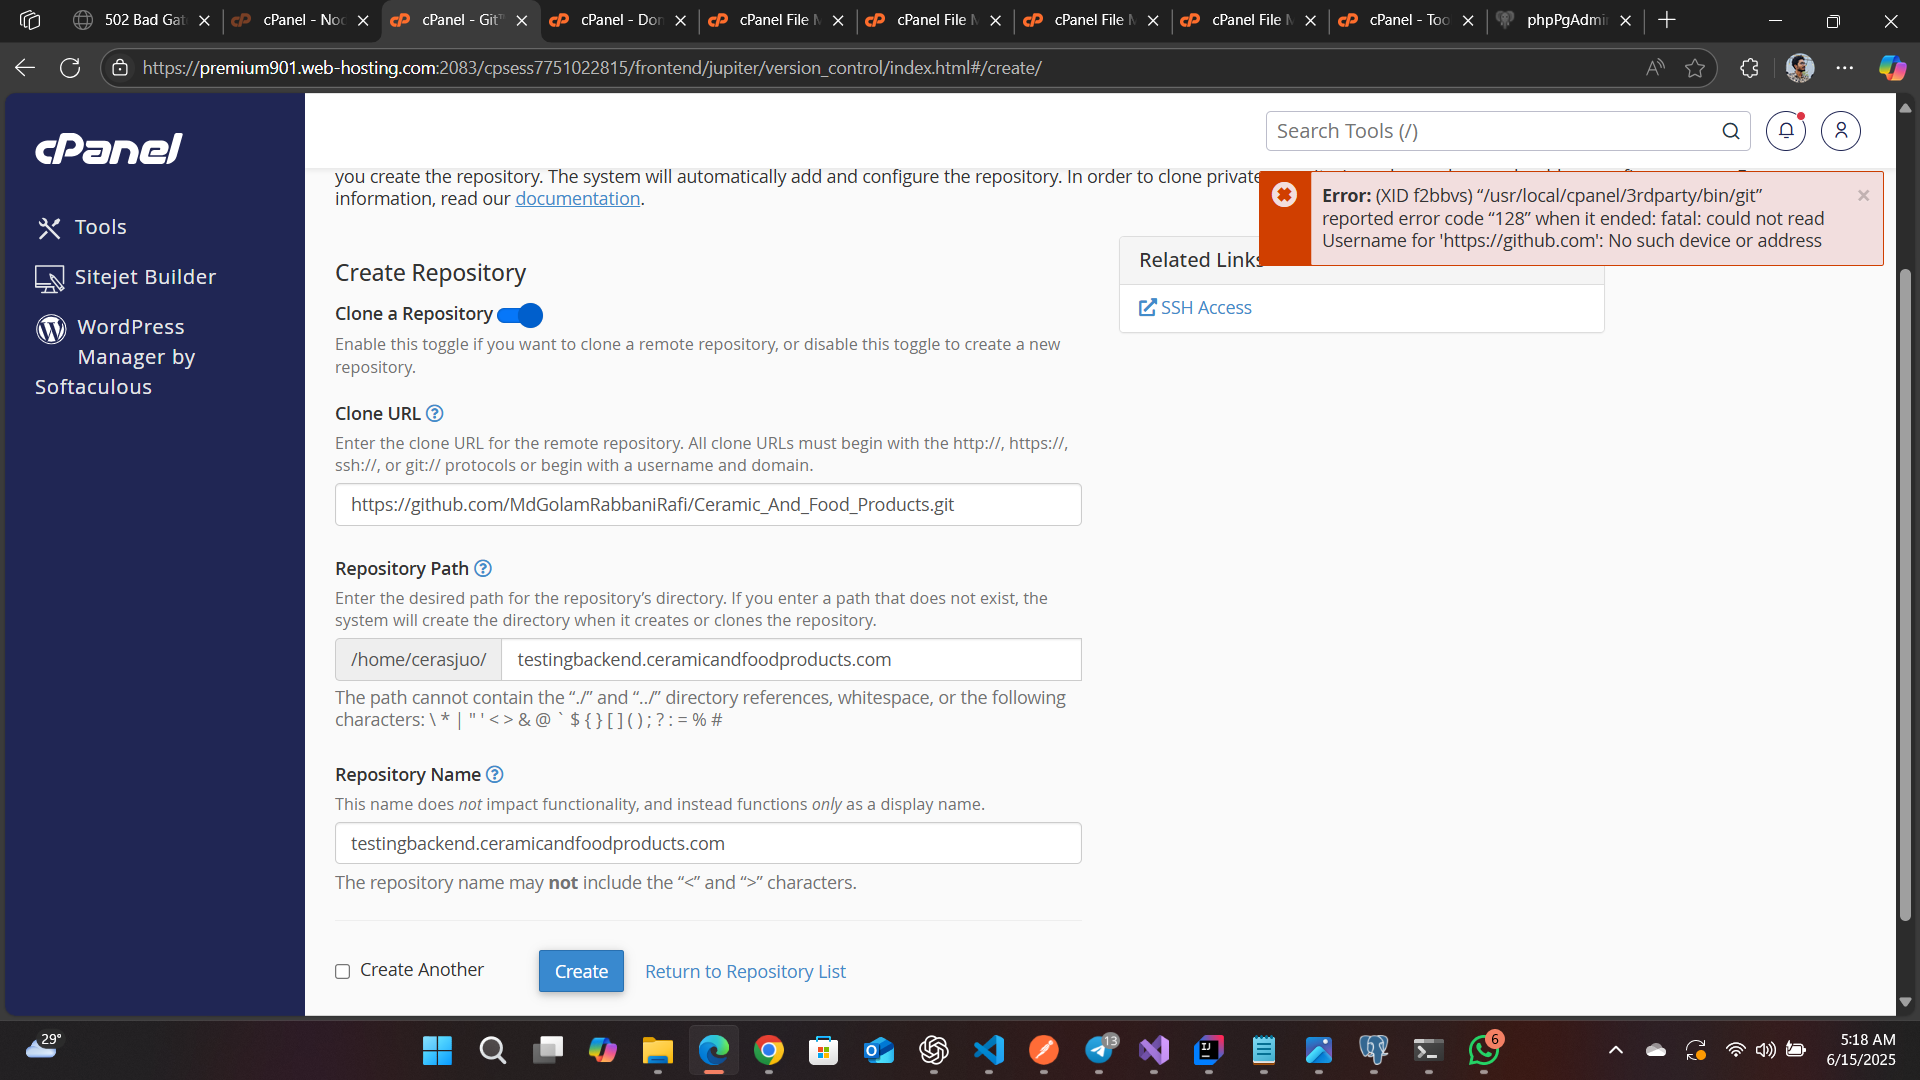 502 Bad Gat
cPanel - Noc
cPanel - Git™
cPanel - Don
cPanel File M
cPanel File M
cPanel File M
cPanel File M
cPanel - Too
phpPgAdmin
https://premium901.web-hosting.com:2083/cpsess7751022815/frontend/jupiter/version_control/index.html#/create/
cPanel
Search Tools (/)
Tools
Sitejet Builder
WordPress
Manager by
Softaculous
you create the repository. The system will automatically add and configure the repository. In order to clone private
information, read our documentation.
Error: (XID f2bbvs) “/usr/local/cpanel/3rdparty/bin/git”
reported error code “128” when it ended: fatal: could not read
Username for 'https://github.com': No such device or address
×
Related Links
SSH Access
Create Repository
Clone a Repository
Enable this toggle if you want to clone a remote repository, or disable this toggle to create a new
repository.
Clone URL
Enter the clone URL for the remote repository. All clone URLs must begin with the http://, https://,
ssh://, or git:// protocols or begin with a username and domain.
https://github.com/MdGolamRabbaniRafi/Ceramic_And_Food_Products.git
Repository Path
Enter the desired path for the repository’s directory. If you enter a path that does not exist, the
system will create the directory when it creates or clones the repository.
/home/cerasjuo/
testingbackend.ceramicandfoodproducts.com
The path cannot contain the “./” and “../” directory references, whitespace, or the following
characters: \ * | " ' < > & @ ` $ { } [ ] ( ) ; ? : = % #
Repository Name
This name does not impact functionality, and instead functions only as a display name.
testingbackend.ceramicandfoodproducts.com
The repository name may not include the “<” and “>” characters.
Create Another
Create
Return to Repository List
29°
13
6
5:18 AM
6/15/2025